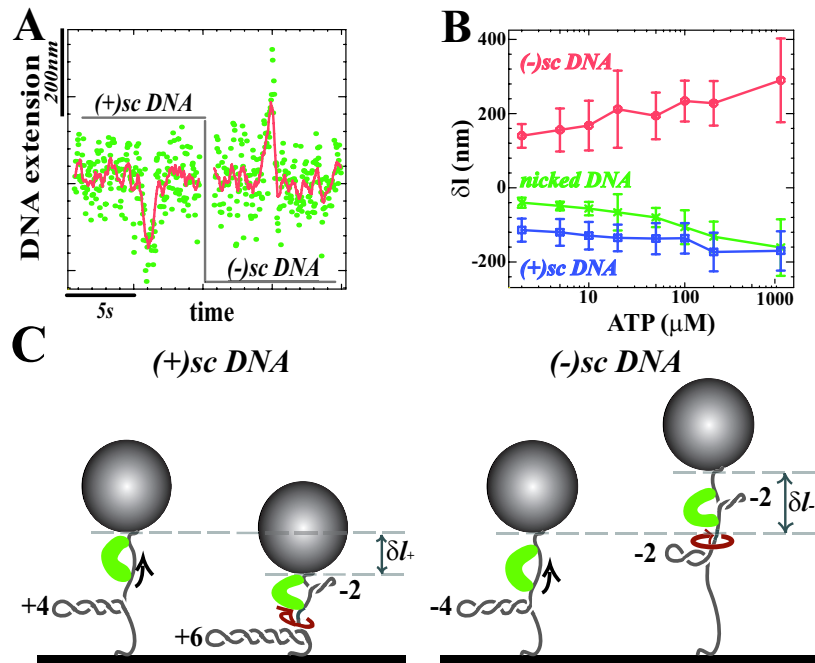 A
200nm
DNA extension
(+)sc DNA
(-)sc DNA
5s
time
B
400
200
0
-200
δl (nm)
(-)sc DNA
nicked DNA
(+)sc DNA
10
100
1000
ATP (μM)
C
(+)sc DNA
(-)sc DNA
+4
-2
+6
δl+
-4
-2
-2
δl-